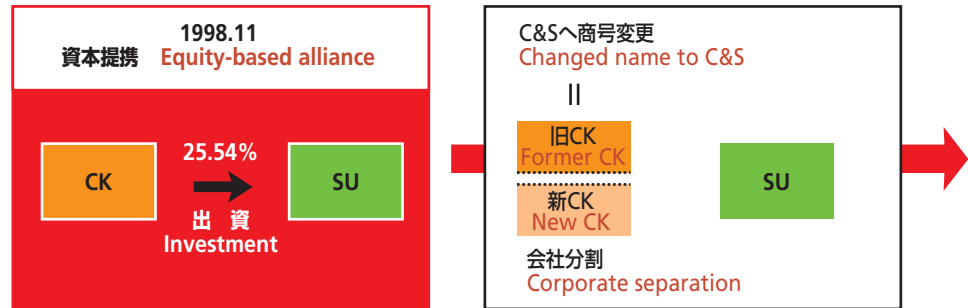 1998.11
資本提携 Equity-based alliance
CK
25.54%
出 資
Investment
SU
C&Sへ商号変更
Changed name to C&S
||
旧CK
Former CK
新CK
New CK
SU
会社分割
Corporate separation